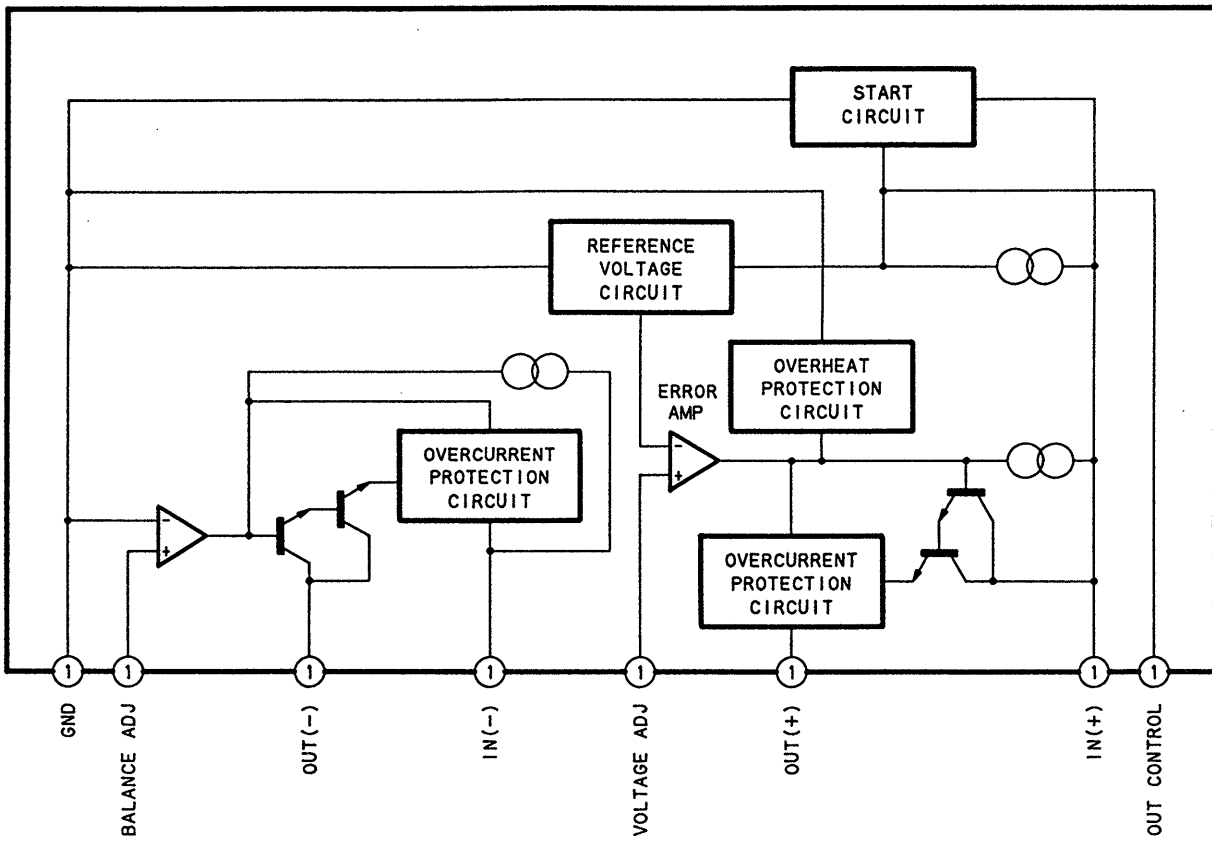 START
CIRCUIT
REFERENCE
VOLTAGE
CIRCUIT
OVERHEAT
PROTECTION
CIRCUIT
ERROR
AMP
OVERCURRENT
PROTECTION
CIRCUIT
-
+
-
+
OVERCURRENT
PROTECTION
CIRCUIT
1 1 1 1 1 1 1 1
GND
BALANCE ADJ
OUT(-)
IN(-)
VOLTAGE ADJ
OUT(+)
IN(+)
OUT CONTROL